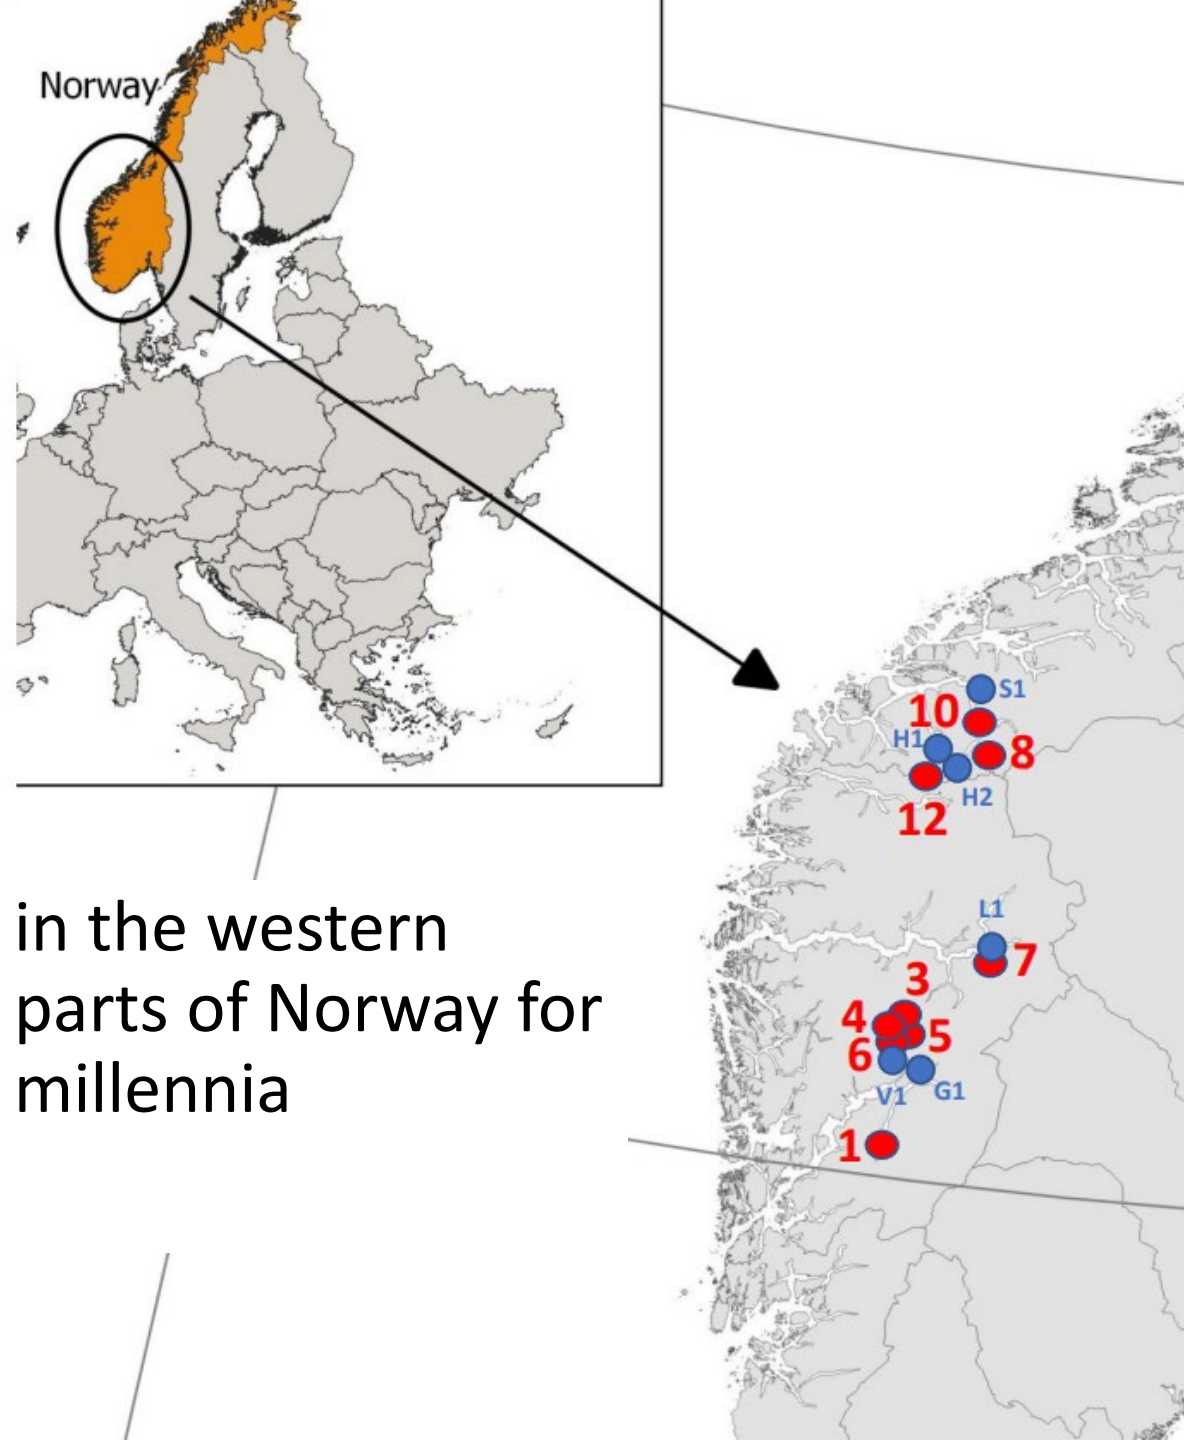 Norway
S1
10
H1
8
H2
12
in the western
parts of Norway for
millennia
L1
7
3
4
5
6
V1
G1
1